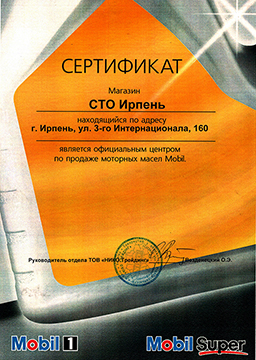 СЕРТИФИКАТ
Магазин
СТО Ирпень
находящийся по адресу
г. Ирпень, ул. 3-го Интернационала, 160
является официальным центром
по продаже моторных масел Mobil.
Руководитель отдела ТОВ «НИКО Трейдинг»
Mobil 1
Mobil Super